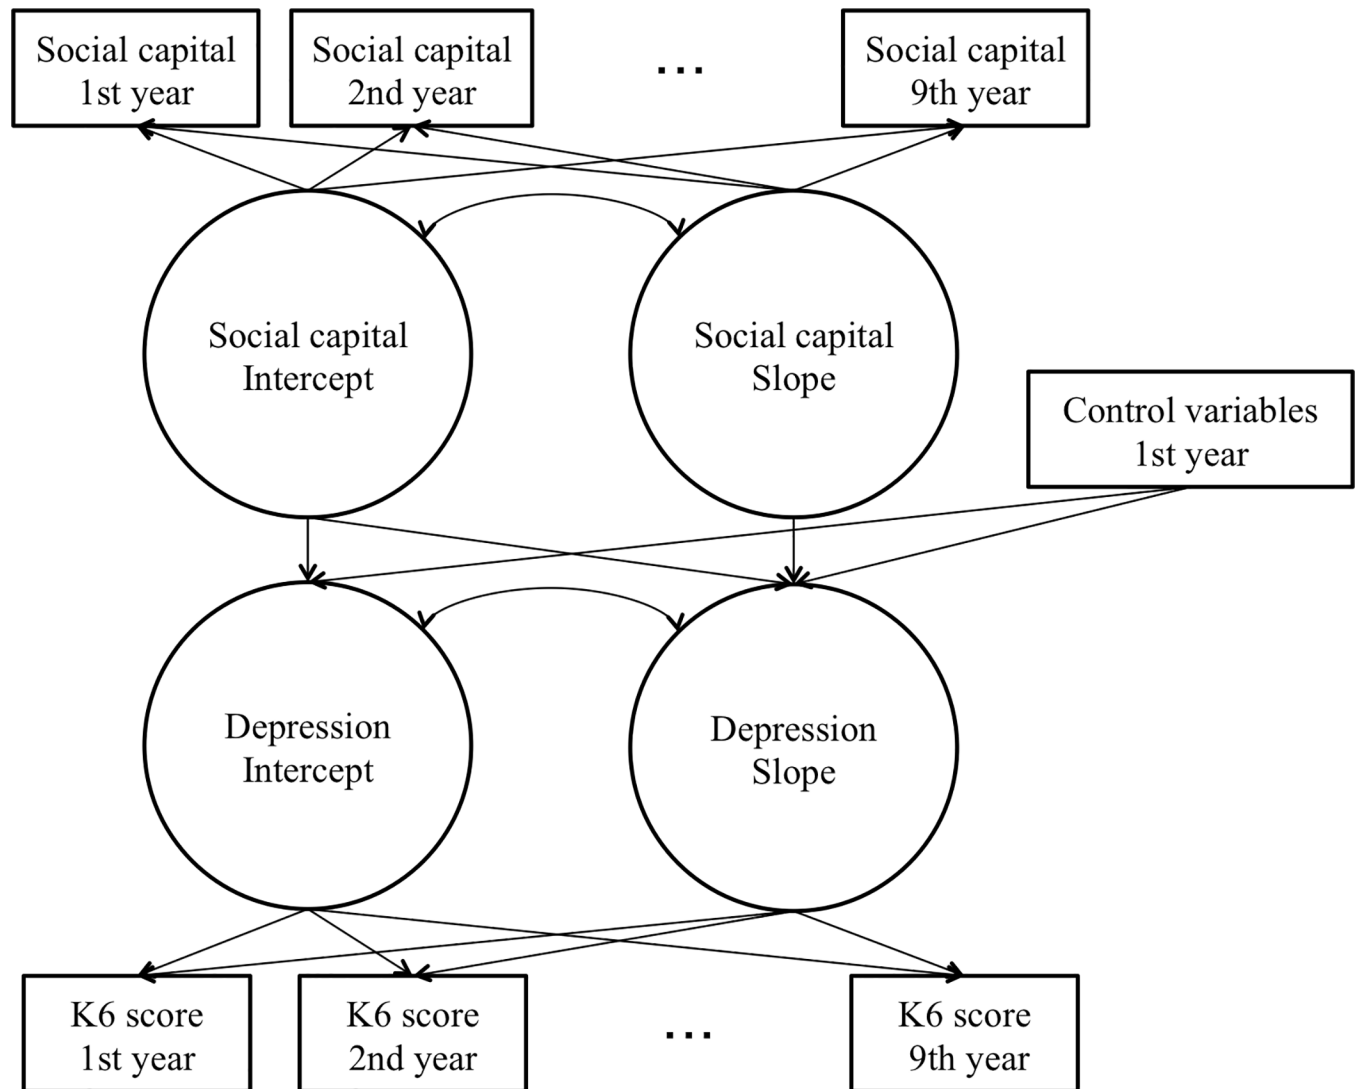 Social capital
1st year
Social capital
2nd year
...
Social capital
9th year
Social capital
Intercept
Social capital
Slope
Control variables
1st year
Depression
Intercept
Depression
Slope
K6 score
1st year
K6 score
2nd year
...
K6 score
9th year